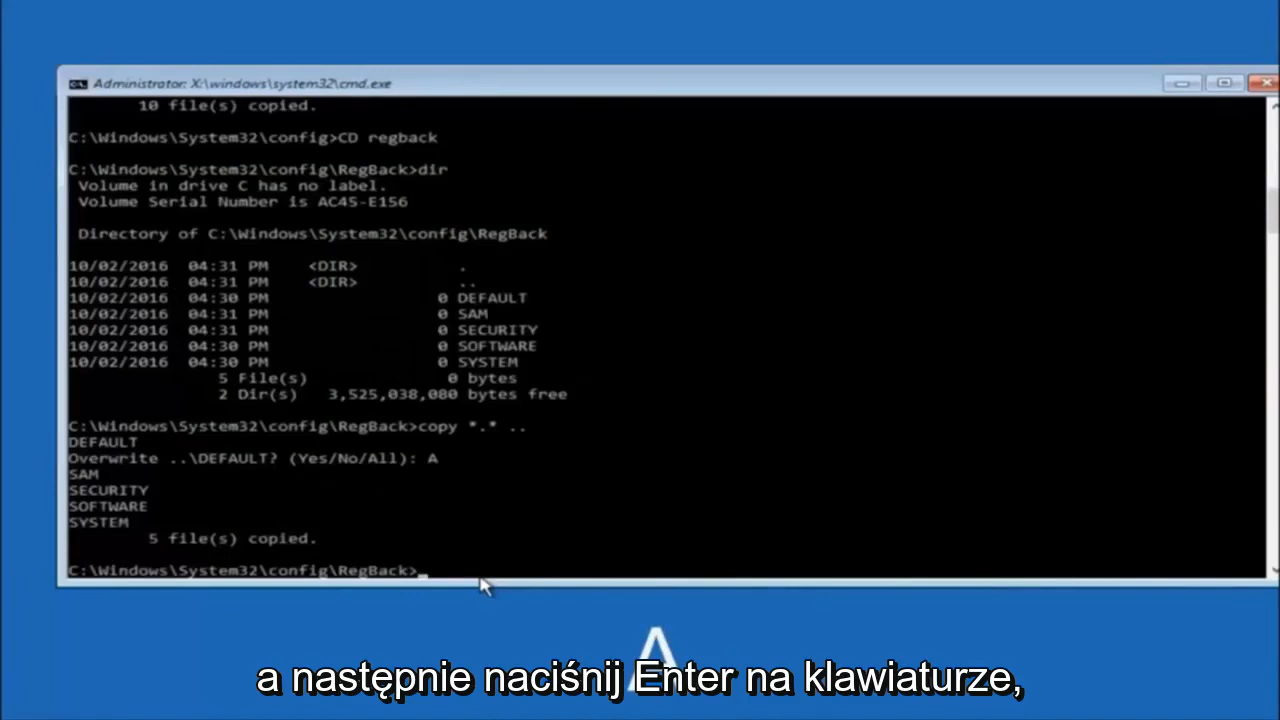 Administrator: X:\windows\system32\cmd.exe
10 file(s) copied.
C:\Windows\System32\config>CD regback
C:\Windows\System32\config\RegBack>dir
Volume in drive C has no label.
Volume Serial Number is AC45-E156
Directory of C:\Windows\System32\config\RegBack
10/02/2016 04:31 PM <DIR> .
10/02/2016 04:31 PM <DIR> ..
10/02/2016 04:30 PM 0 DEFAULT
10/02/2016 04:31 PM 0 SAM
10/02/2016 04:31 PM 0 SECURITY
10/02/2016 04:30 PM 0 SOFTWARE
10/02/2016 04:30 PM 0 SYSTEM
5 File(s) 0 bytes
2 Dir(s) 3,525,038,080 bytes free
C:\Windows\System32\config\RegBack>copy *.* ..
DEFAULT
Overwrite ..\DEFAULT? (Yes/No/All): A
SAM
SECURITY
SOFTWARE
SYSTEM
5 file(s) copied.
C:\Windows\System32\config\RegBack>_
A
a następnie naciśnij Enter na klawiaturze,